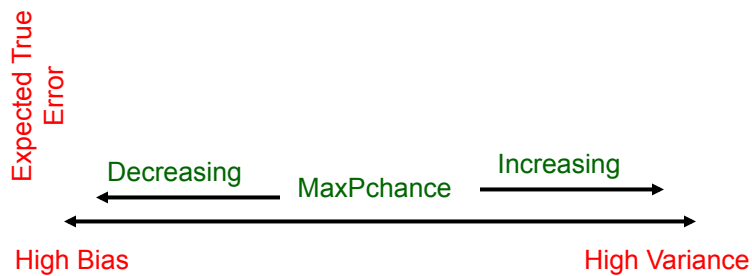 Expected True
Error
Decreasing
MaxPchance
Increasing
High Bias
High Variance